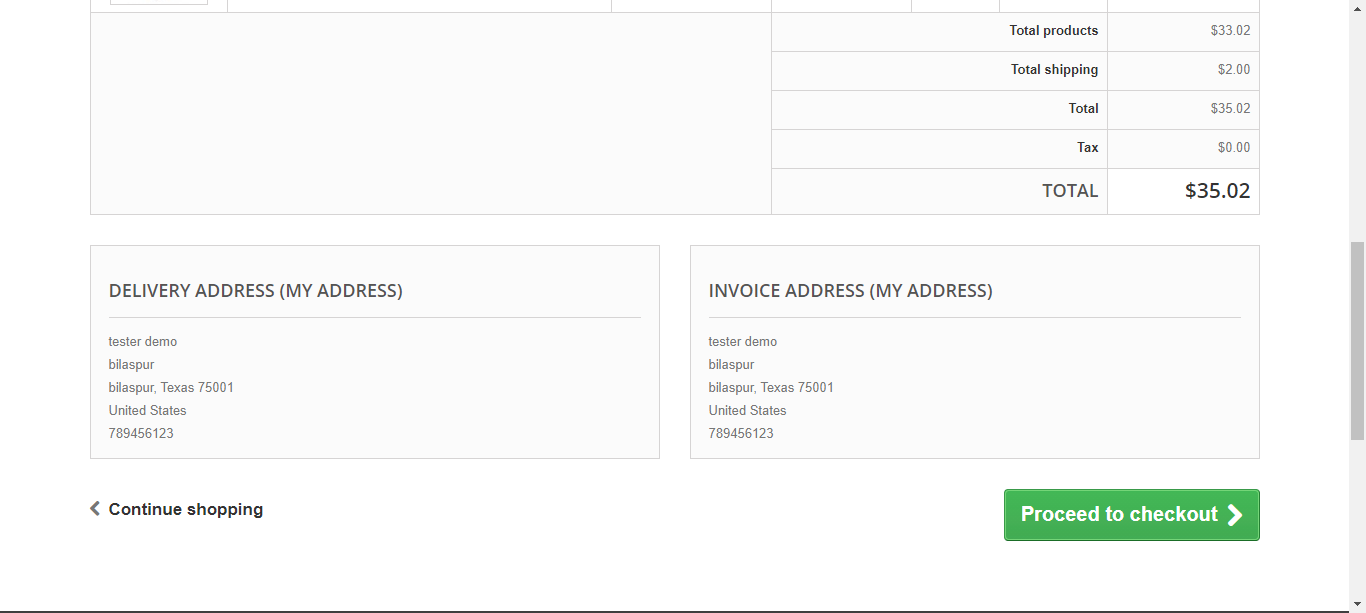 Total products $33.02
Total shipping $2.00
Total $35.02
Tax $0.00
TOTAL $35.02
DELIVERY ADDRESS (MY ADDRESS)
tester demo
bilaspur
bilaspur, Texas 75001
United States
789456123
INVOICE ADDRESS (MY ADDRESS)
tester demo
bilaspur
bilaspur, Texas 75001
United States
789456123
Continue shopping
Proceed to checkout